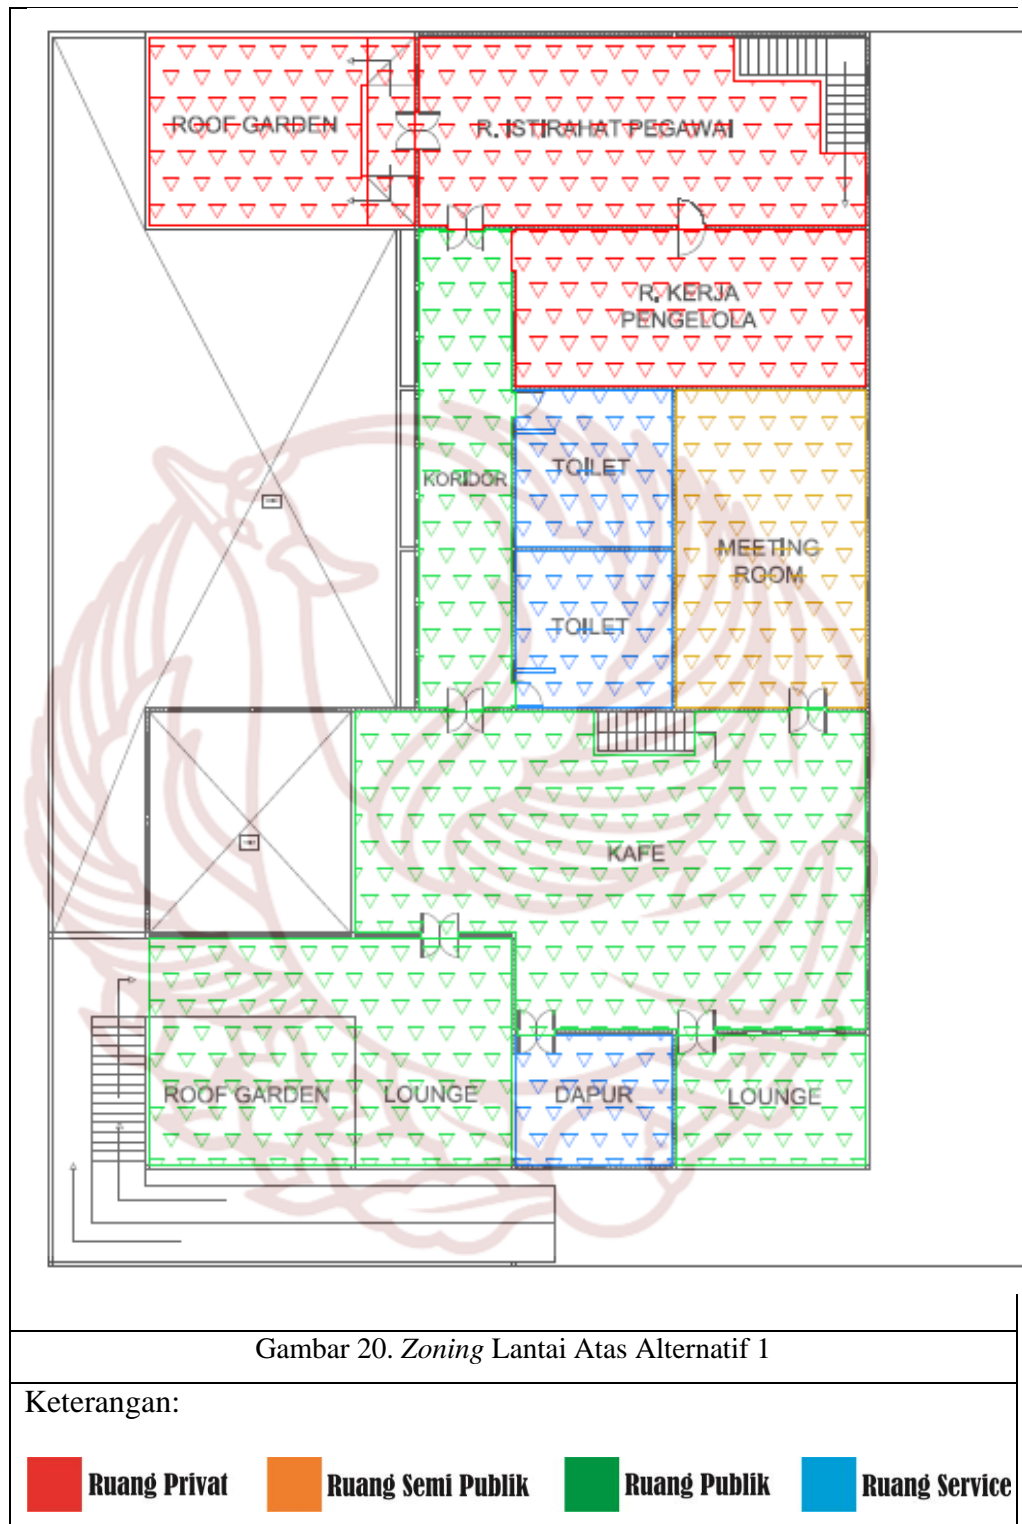 ROOF GARDEN
R. ISTIRAHAT PEGAWAI
R. KERJA
PENGELOLA
KORIDOR
TOILET
MEETING
ROOM
TOILET
KAFE
ROOF GARDEN
LOUNGE
DAPUR
LOUNGE
Gambar 20. Zoning Lantai Atas Alternatif 1
Keterangan:
Ruang Privat
Ruang Semi Publik
Ruang Publik
Ruang Service